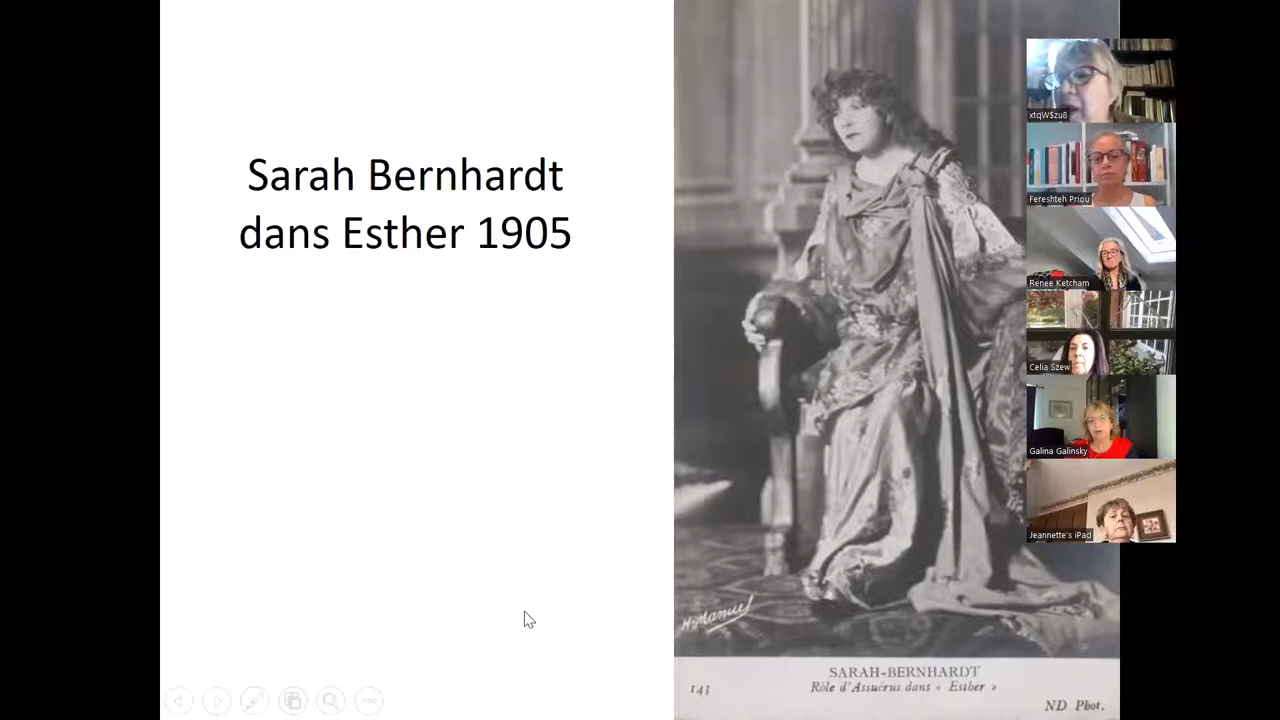 Sarah Bernhardt
dans Esther 1905
xtqW$zu8
Fereshteh Priou
Renee Ketcham
Celia Szew
Galina Galinsky
Jeannette's iPad
H. Manuel
SARAH-BERNHARDT
143
Rôle d'Assuérus dans « Esther »
ND Phot.